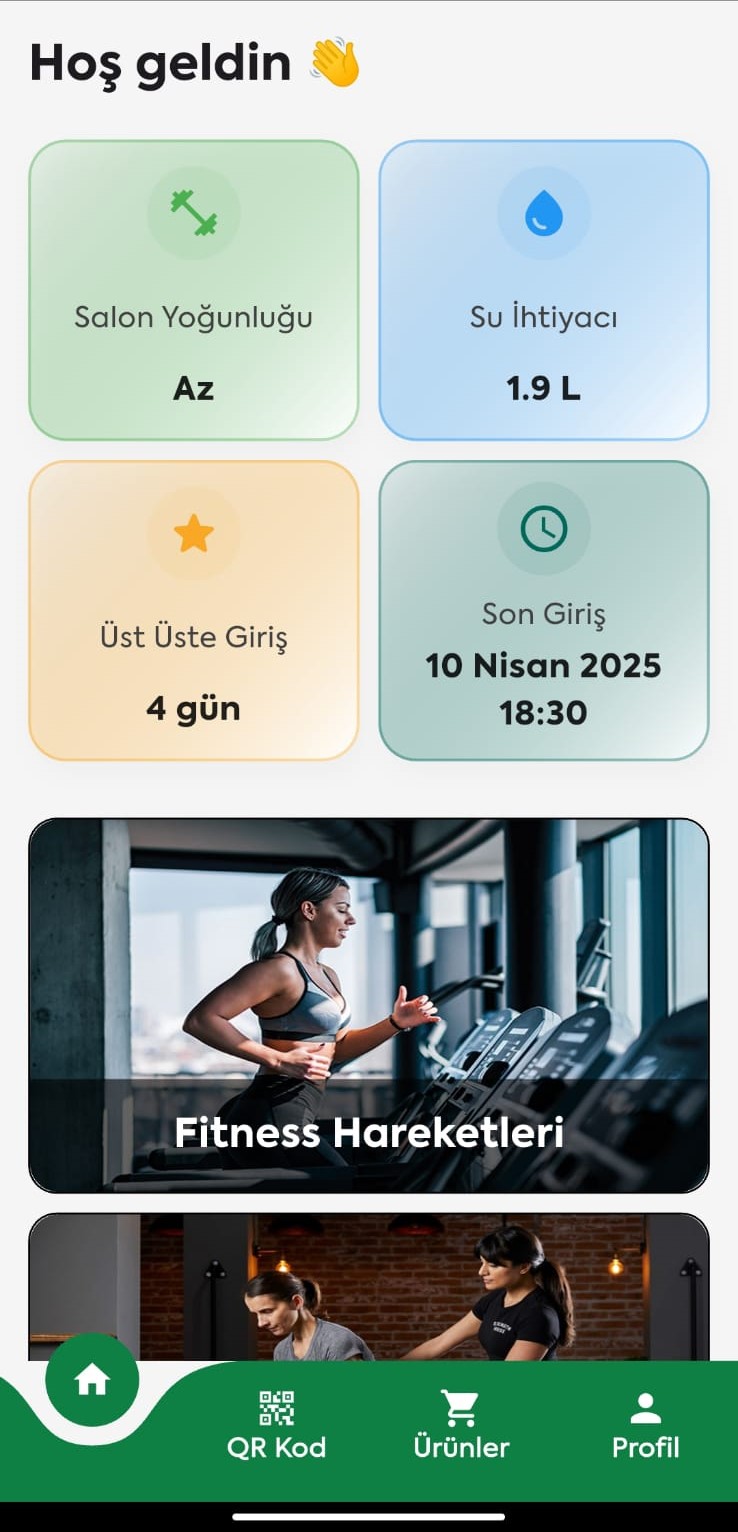 Hoş geldin 👋
Salon Yoğunluğu
Az
Su İhtiyacı
1.9 L
Üst Üste Giriş
4 gün
Son Giriş
10 Nisan 2025
18:30
Fitness Hareketleri
QR Kod
Ürünler
Profil